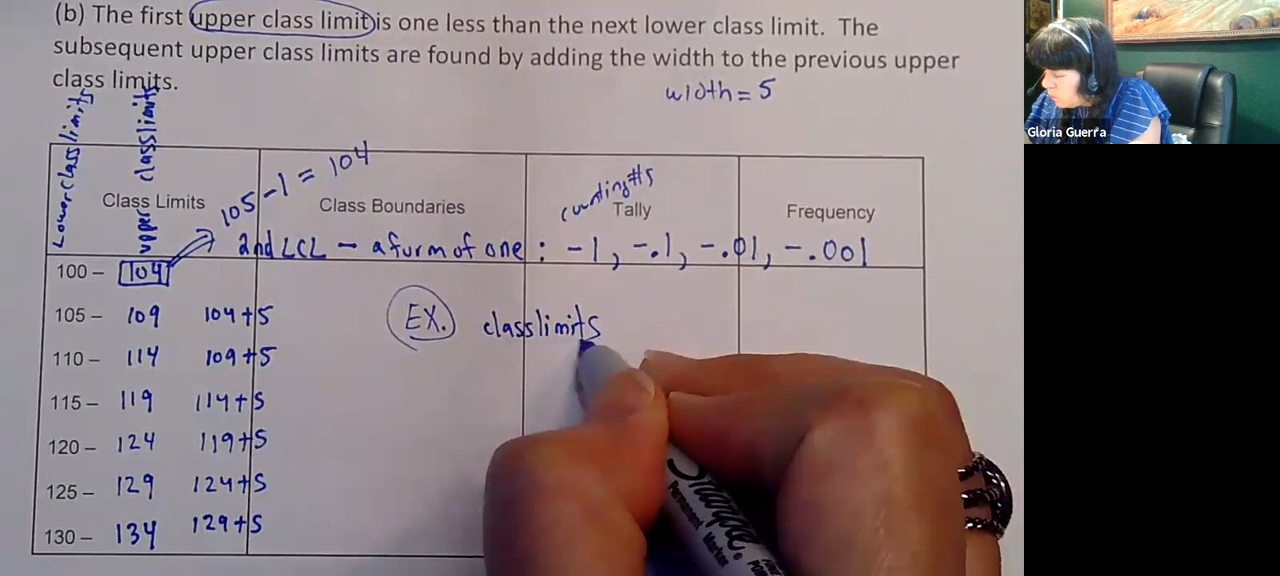 (b) The first upper class limit is one less than the next lower class limit. The
subsequent upper class limits are found by adding the width to the previous upper
class limits.
width = 5
Gloria Guerra
Lower class limits
upper class limits
Class Limits
105 - 1 = 104
Class Boundaries
counting #s
Tally
Frequency
2nd LCL - a form of one : -1, -.1, -.01, -.001
100 - 104
105 - 109 104+5
EX. class limits
110 - 114 109+5
115 - 119 114+5
120 - 124 119+5
125 - 129 124+5
130 - 134 129+5
Sharpie
Permanent Marker